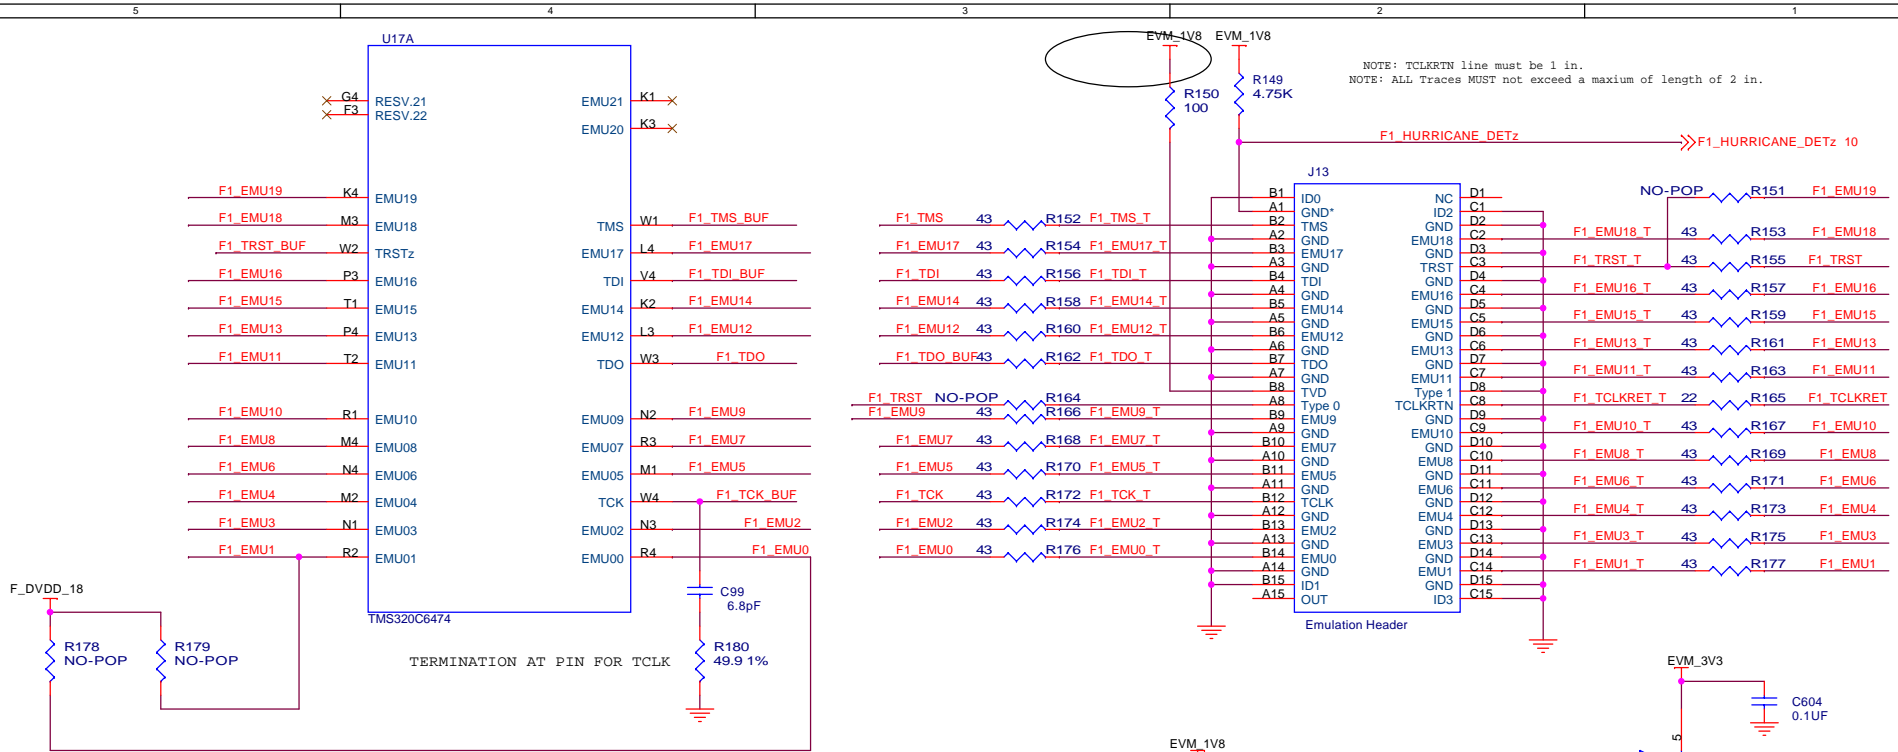 5 4 3 2 1
U17A
EVM_1V8 EVM_1V8
NOTE: TCLKRTN line must be 1 in.
NOTE: ALL Traces MUST not exceed a maxium of length of 2 in.
R150
100
R149
4.75K
F1_HURRICANE_DETz
F1_HURRICANE_DETz 10
G4 RESV.21
F3 RESV.22
EMU21 K1
EMU20 K3
F1_EMU19 K4 EMU19
F1_EMU18 M3 EMU18
F1_TRST_BUF W2 TRSTz
F1_EMU16 P3 EMU16
F1_EMU15 T1 EMU15
F1_EMU13 P4 EMU13
F1_EMU11 T2 EMU11
F1_EMU10 R1 EMU10
F1_EMU8 M4 EMU08
F1_EMU6 N4 EMU06
F1_EMU4 M2 EMU04
F1_EMU3 N1 EMU03
F1_EMU1 R2 EMU01
TMS W1 F1_TMS_BUF
EMU17 L4 F1_EMU17
TDI V4 F1_TDI_BUF
EMU14 K2 F1_EMU14
EMU12 L3 F1_EMU12
TDO W3 F1_TDO
EMU09 N2 F1_EMU9
EMU07 R3 F1_EMU7
EMU05 M1 F1_EMU5
TCK W4 F1_TCK_BUF
EMU02 N3 F1_EMU2
EMU00 R4 F1_EMU0
TMS320C6474
F_DVDD_18
R178
NO-POP
R179
NO-POP
TERMINATION AT PIN FOR TCLK
C99
6.8pF
R180
49.9 1%
J13
F1_TMS 43 R152 F1_TMS_T
F1_EMU17 43 R154 F1_EMU17_T
F1_TDI 43 R156 F1_TDI_T
F1_EMU14 43 R158 F1_EMU14_T
F1_EMU12 43 R160 F1_EMU12_T
F1_TDO_BUF 43 R162 F1_TDO_T
F1_TRST NO-POP R164
F1_EMU9 43 R166 F1_EMU9_T
F1_EMU7 43 R168 F1_EMU7_T
F1_EMU5 43 R170 F1_EMU5_T
F1_TCK 43 R172 F1_TCK_T
F1_EMU2 43 R174 F1_EMU2_T
F1_EMU0 43 R176 F1_EMU0_T
B1 ID0
A1 GND*
B2 TMS
A2 GND
B3 EMU17
A3 GND
B4 TDI
A4 GND
B5 EMU14
A5 GND
B6 EMU12
A6 GND
B7 TDO
A7 GND
B8 TVD
A8 Type 0
B9 EMU9
A9 GND
B10 EMU7
A10 GND
B11 EMU5
A11 GND
B12 TCLK
A12 GND
B13 EMU2
A13 GND
B14 EMU0
A14 GND
B15 ID1
A15 OUT
NC D1
ID2 C1
GND D2
EMU18 C2
GND D3
TRST C3
GND D4
EMU16 C4
GND D5
EMU15 C5
GND D6
EMU13 C6
GND D7
EMU11 C7
Type 1 D8
TCLKRTN C8
GND D9
EMU10 C9
GND D10
EMU8 C10
GND D11
EMU6 C11
GND D12
EMU4 C12
GND D13
EMU3 C13
GND D14
EMU1 C14
GND D15
ID3 C15
Emulation Header
NO-POP R151 F1_EMU19
F1_EMU18_T 43 R153 F1_EMU18
F1_TRST_T 43 R155 F1_TRST
F1_EMU16_T 43 R157 F1_EMU16
F1_EMU15_T 43 R159 F1_EMU15
F1_EMU13_T 43 R161 F1_EMU13
F1_EMU11_T 43 R163 F1_EMU11
F1_TCLKRET_T 22 R165 F1_TCLKRET
F1_EMU10_T 43 R167 F1_EMU10
F1_EMU8_T 43 R169 F1_EMU8
F1_EMU6_T 43 R171 F1_EMU6
F1_EMU4_T 43 R173 F1_EMU4
F1_EMU3_T 43 R175 F1_EMU3
F1_EMU1_T 43 R177 F1_EMU1
EVM_3V3
C604
0.1UF
5
EVM_1V8